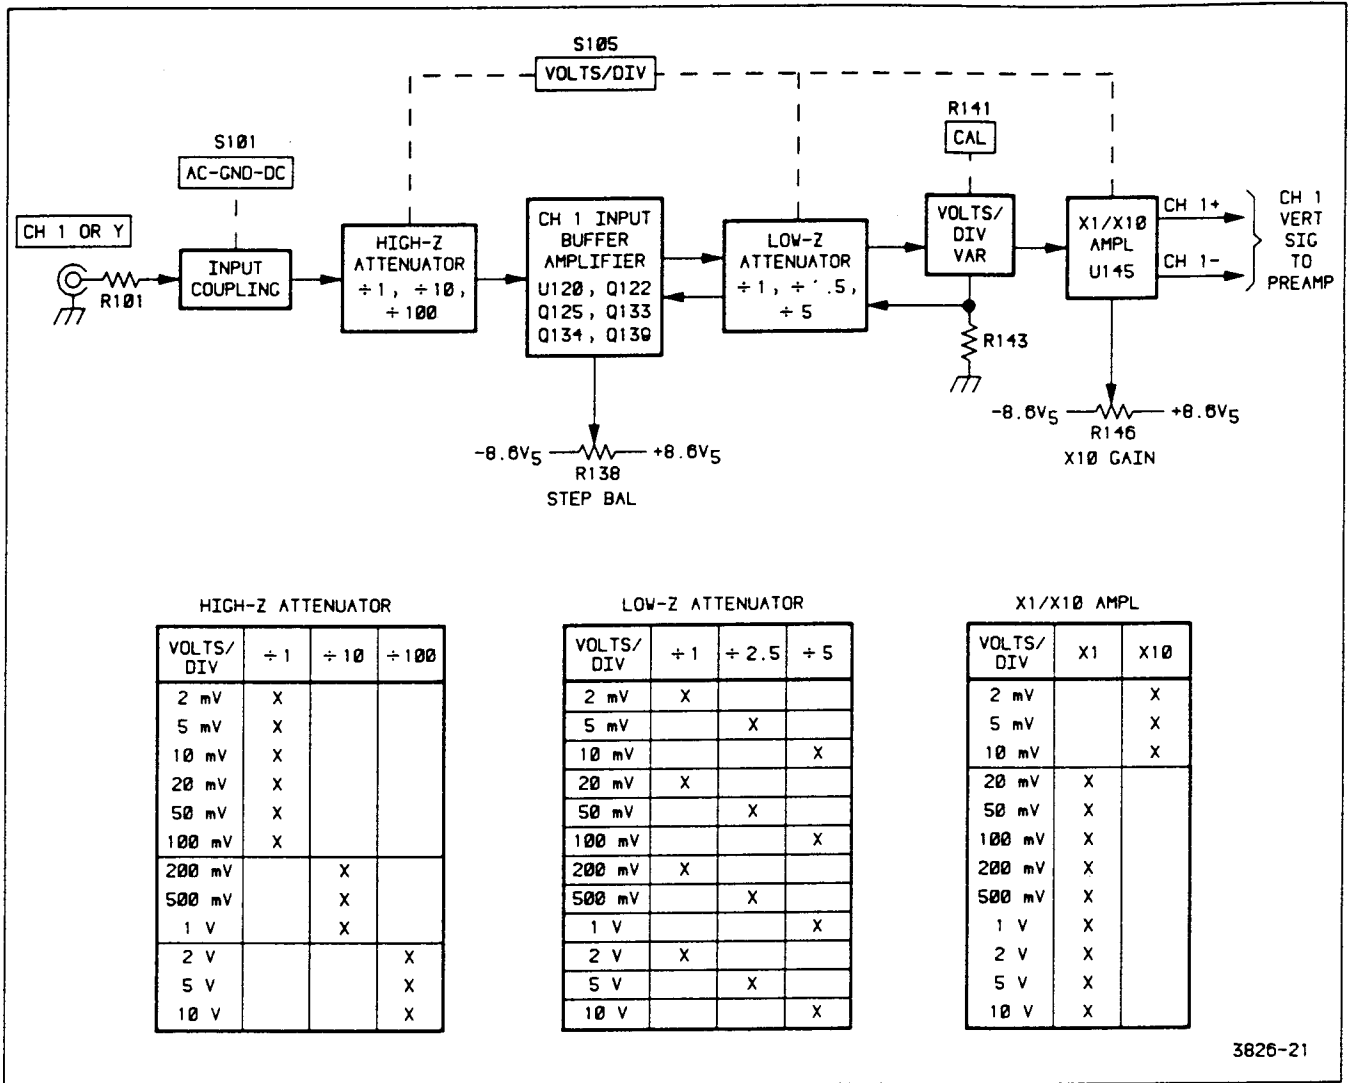 S105
VOLTS/DIV
R141
CAL
S101
AC-GND-DC
CH 1 OR Y
R101
INPUT
COUPLING
HIGH-Z
ATTENUATOR
÷1, ÷10,
÷100
CH 1 INPUT
BUFFER
AMPLIFIER
U120, Q122
Q125, Q133
Q134, Q139
LOW-Z
ATTENUATOR
÷1, ÷ .5,
÷5
VOLTS/
DIV
VAR
X1/X10
AMPL
U145
CH 1+
CH 1-
CH 1
VERT
SIG
TO
PREAMP
R143
-8.6V5
+8.6V5
R138
STEP BAL
-8.6V5
+8.6V5
R146
X10 GAIN
HIGH-Z ATTENUATOR
VOLTS/DIV ÷1 ÷10 ÷100
2 mV X
5 mV X
10 mV X
20 mV X
50 mV X
100 mV X
200 mV X
500 mV X
1 V X
2 V X
5 V X
10 V X
LOW-Z ATTENUATOR
VOLTS/DIV ÷1 ÷2.5 ÷5
2 mV X
5 mV X
10 mV X
20 mV X
50 mV X
100 mV X
200 mV X
500 mV X
1 V X
2 V X
5 V X
10 V X
X1/X10 AMPL
VOLTS/DIV X1 X10
2 mV X
5 mV X
10 mV X
20 mV X
50 mV X
100 mV X
200 mV X
500 mV X
1 V X
2 V X
5 V X
10 V X
3826-21